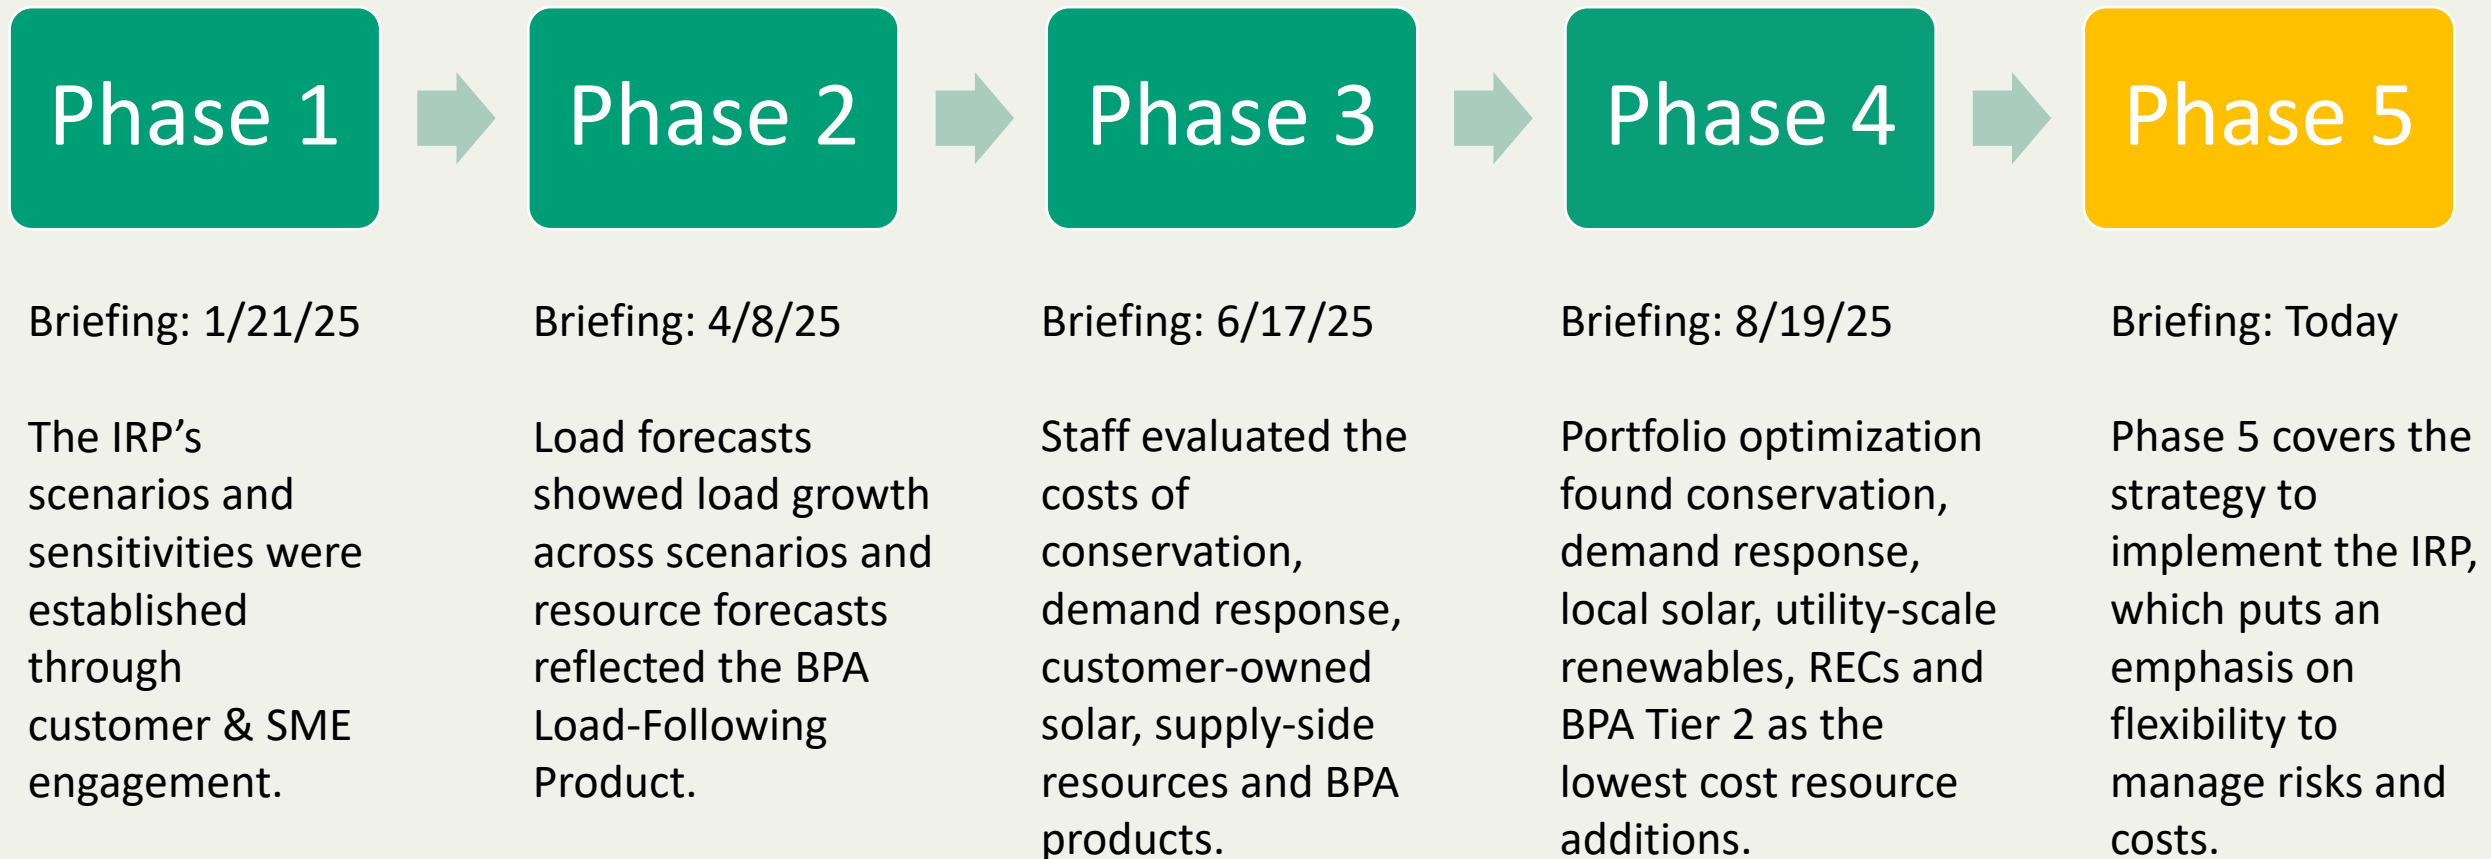 Phase 1
Phase 2
Phase 3
Phase 4
Phase 5
Briefing: 1/21/25
The IRP’s
scenarios and
sensitivities were
established
through
customer & SME
engagement.
Briefing: 4/8/25
Load forecasts
showed load growth
across scenarios and
resource forecasts
reflected the BPA
Load-Following
Product.
Briefing: 6/17/25
Staff evaluated the
costs of
conservation,
demand response,
customer-owned
solar, supply-side
resources and BPA
products.
Briefing: 8/19/25
Portfolio optimization
found conservation,
demand response,
local solar, utility-scale
renewables, RECs and
BPA Tier 2 as the
lowest cost resource
additions.
Briefing: Today
Phase 5 covers the
strategy to
implement the IRP,
which puts an
emphasis on
flexibility to
manage risks and
costs.